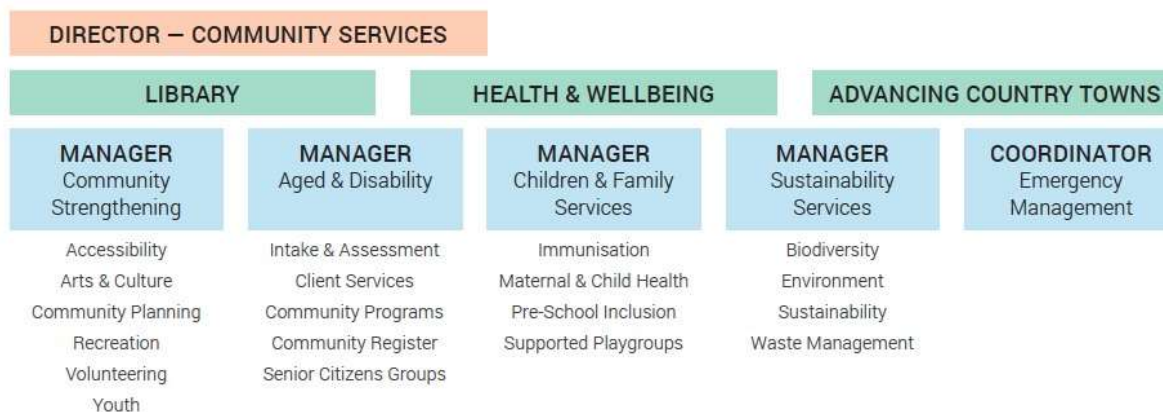 DIRECTOR – COMMUNITY SERVICES
LIBRARY
HEALTH & WELLBEING
ADVANCING COUNTRY TOWNS
MANAGER
Community
Strengthening
Accessibility
Arts & Culture
Community Planning
Recreation
Volunteering
Youth
MANAGER
Aged & Disability
Intake & Assessment
Client Services
Community Programs
Community Register
Senior Citizens Groups
MANAGER
Children & Family
Services
Immunisation
Maternal & Child Health
Pre-School Inclusion
Supported Playgroups
MANAGER
Sustainability
Services
Biodiversity
Environment
Sustainability
Waste Management
COORDINATOR
Emergency
Management